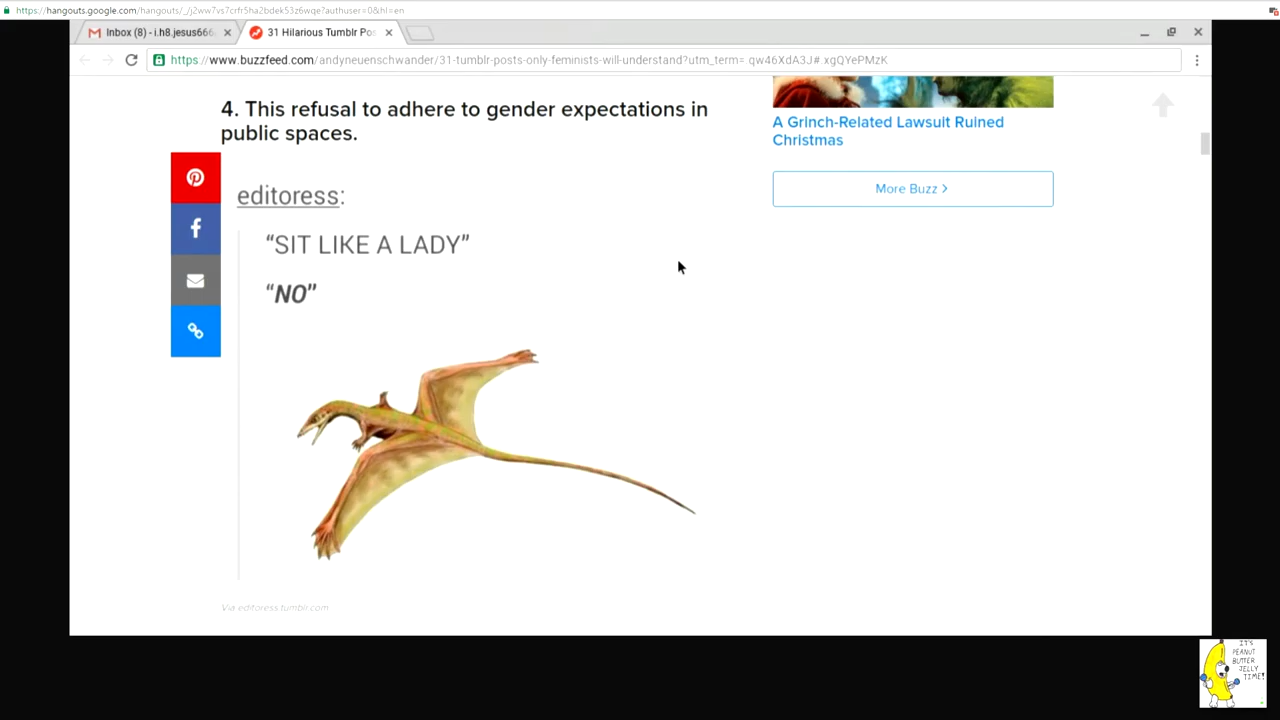 https://hangouts.google.com/hangouts/_/j2ww7vs7crfr5ha2bdek53z6wqe?authuser=0&hl=en
Inbox (8) - i.h8.jesus666
31 Hilarious Tumblr Pos
https://www.buzzfeed.com/andyneuenschwander/31-tumblr-posts-only-feminists-will-understand?utm_term=.qw46XdA3J#.xgQYePMzK
4. This refusal to adhere to gender expectations in
public spaces.
editoress:
“SIT LIKE A LADY”
“NO”
Via editoress.tumblr.com
A Grinch-Related Lawsuit Ruined
Christmas
More Buzz >
IT'S
PEANUT
BUTTER
JELLY
TIME!